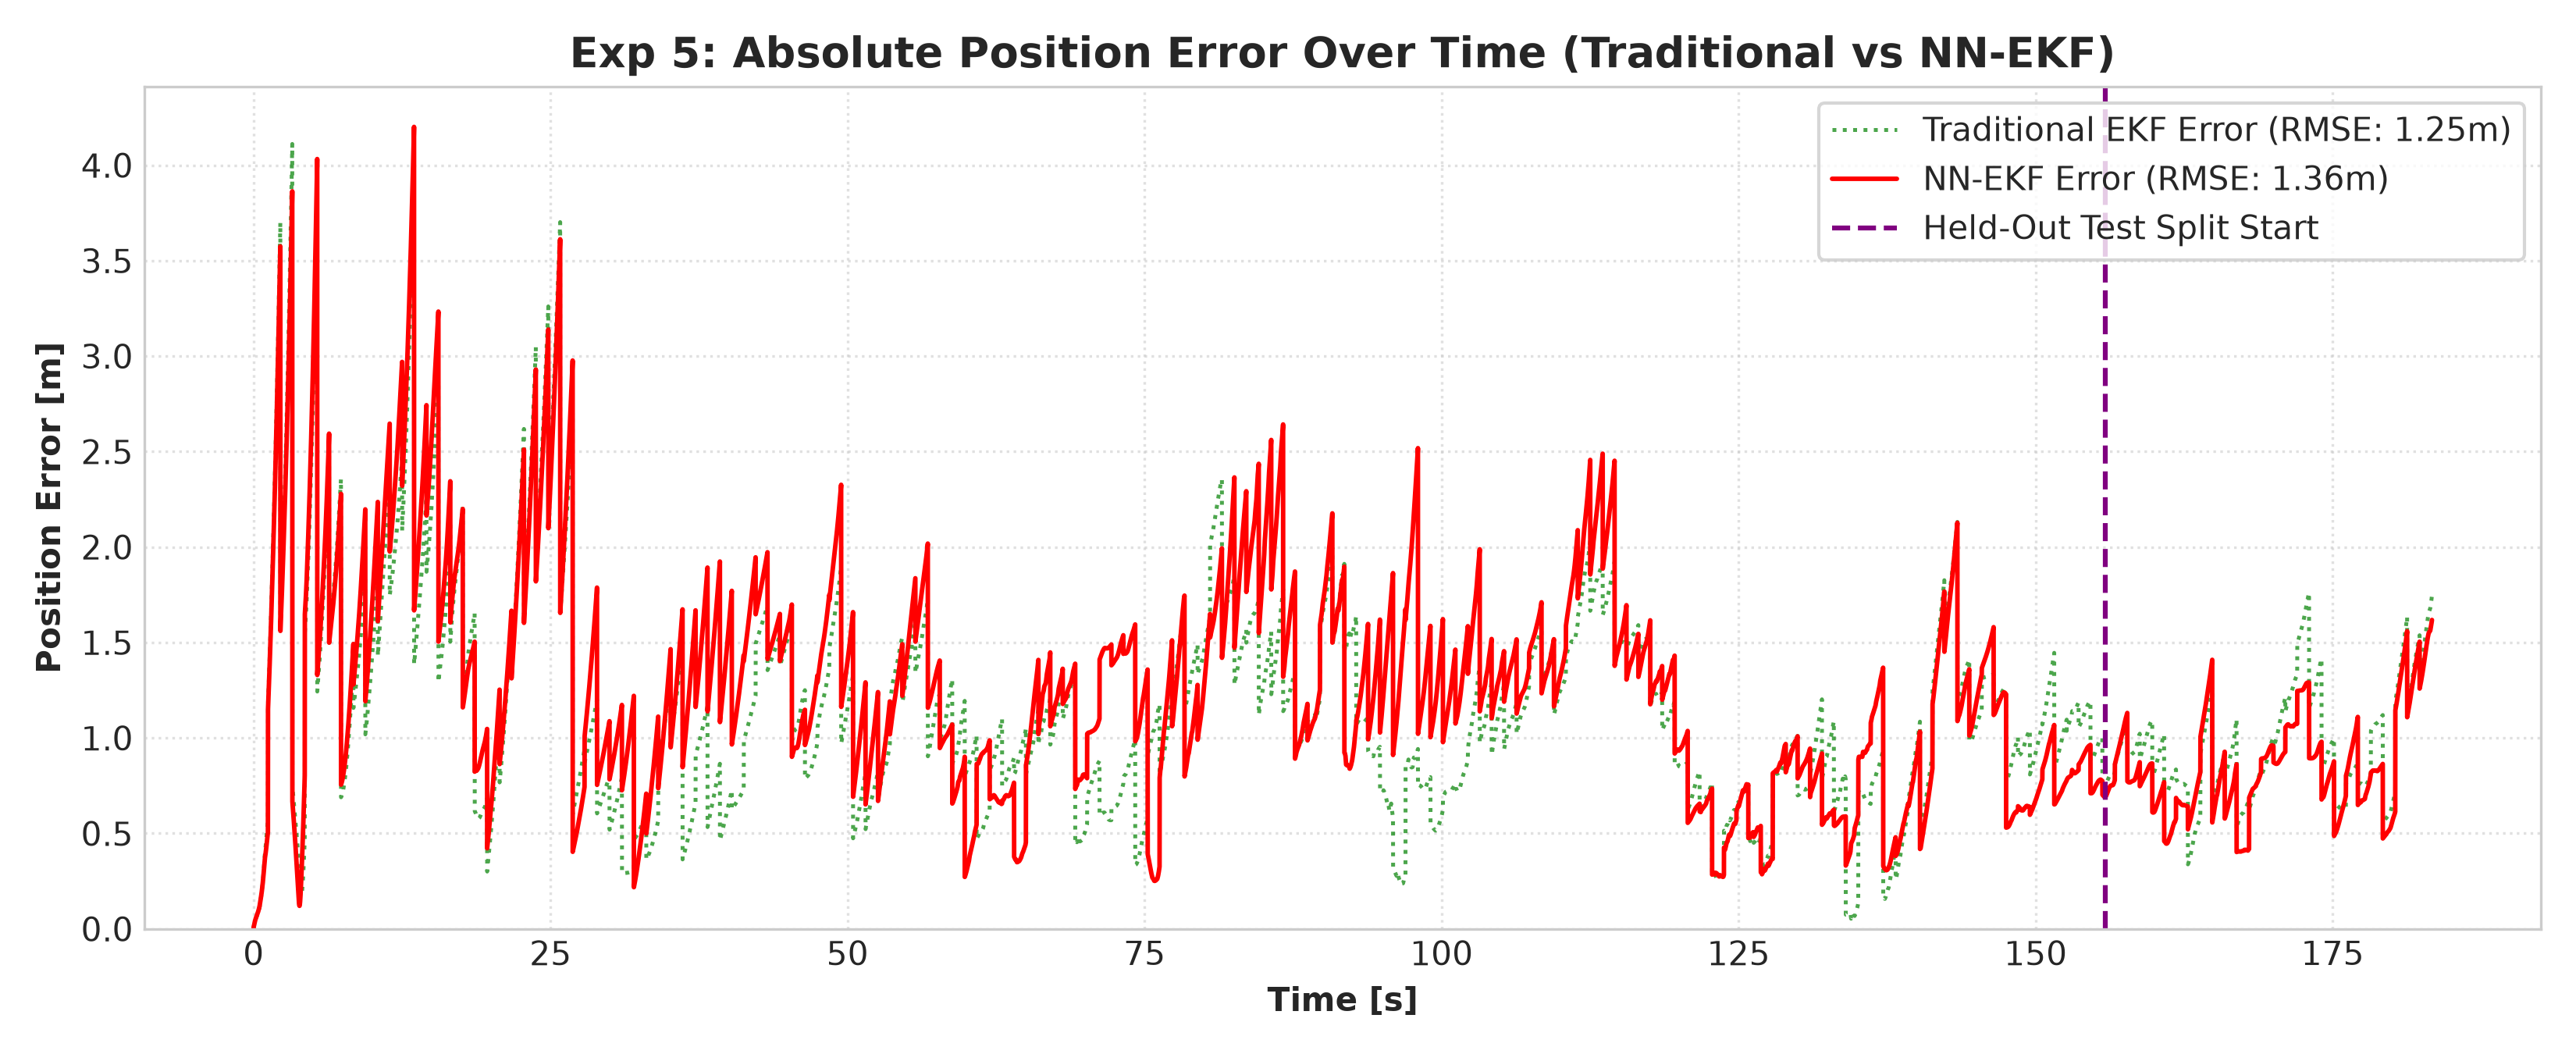 Exp 5: Absolute Position Error Over Time (Traditional vs NN-EKF)
Traditional EKF Error (RMSE: 1.25m)
NN-EKF Error (RMSE: 1.36m)
Held-Out Test Split Start
Position Error [m]
4.0
3.5
3.0
2.5
2.0
1.5
1.0
0.5
0.0
0 25 50 75 100 125 150 175
Time [s]